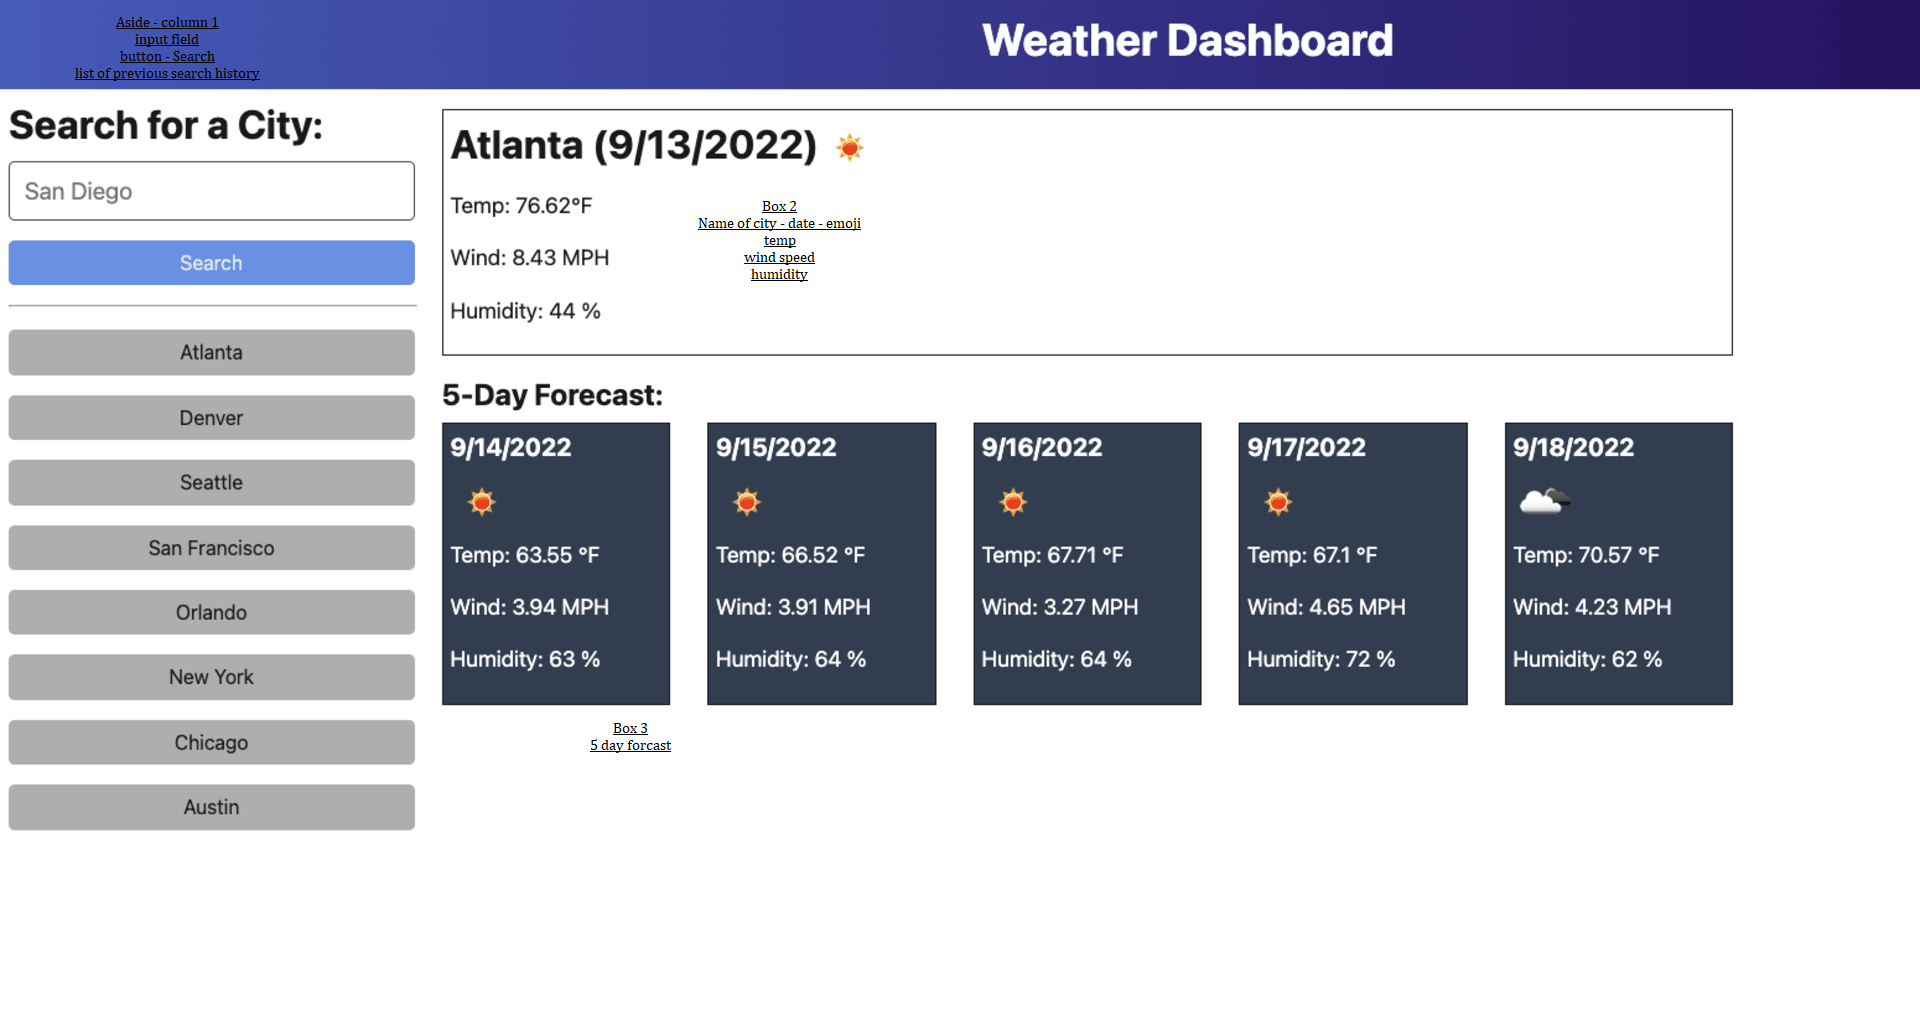 Aside - column 1
input field
button - Search
list of previous search history
Weather Dashboard
Search for a City:
San Diego
Search
Atlanta
Denver
Seattle
San Francisco
Orlando
New York
Chicago
Austin
Atlanta (9/13/2022)
Temp: 76.62°F
Wind: 8.43 MPH
Humidity: 44 %
Box 2
Name of city - date - emoji
temp
wind speed
humidity
5-Day Forecast:
9/14/2022
Temp: 63.55 °F
Wind: 3.94 MPH
Humidity: 63 %
9/15/2022
Temp: 66.52 °F
Wind: 3.91 MPH
Humidity: 64 %
9/16/2022
Temp: 67.71 °F
Wind: 3.27 MPH
Humidity: 64 %
9/17/2022
Temp: 67.1 °F
Wind: 4.65 MPH
Humidity: 72 %
9/18/2022
Temp: 70.57 °F
Wind: 4.23 MPH
Humidity: 62 %
Box 3
5 day forcast